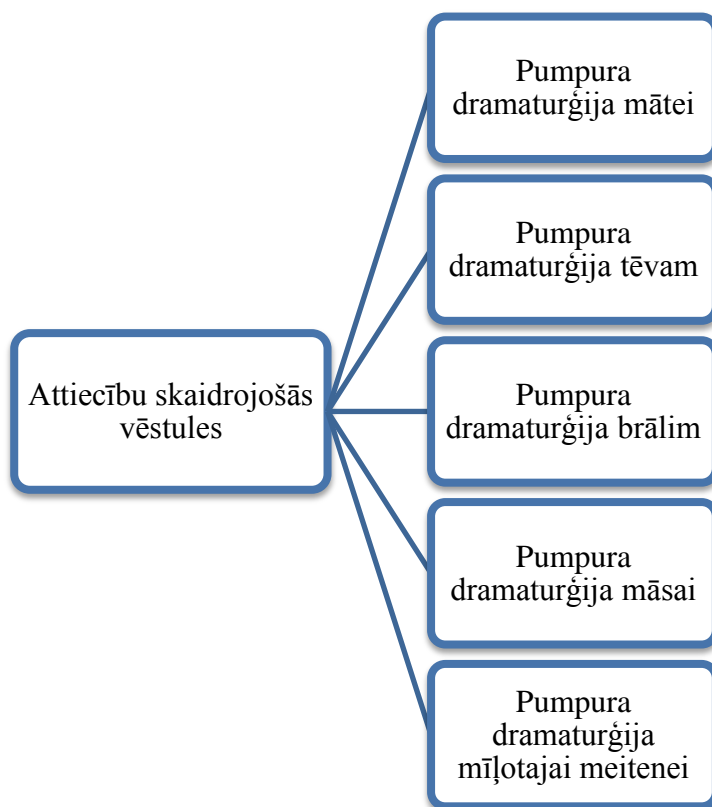 Pumpura
dramaturģija mātei
Pumpura
dramaturģija tēvam
Attiecību skaidrojošās
vēstules
Pumpura
dramaturģija brālim
Pumpura
dramaturģija māsai
Pumpura
dramaturģija
mīļotajai meitenei